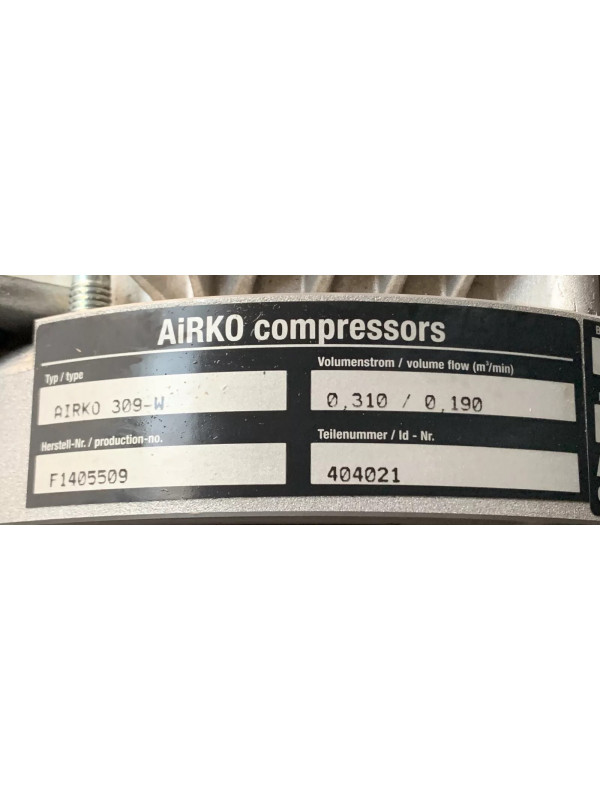 AiRKO compressors
Typ / type
Volumenstrom / volume flow (m³/min)
AIRKO 309-W
0,310 / 0,190
Herstell-Nr. / production-no.
Teilenummer / Id - Nr.
F1405509
404021